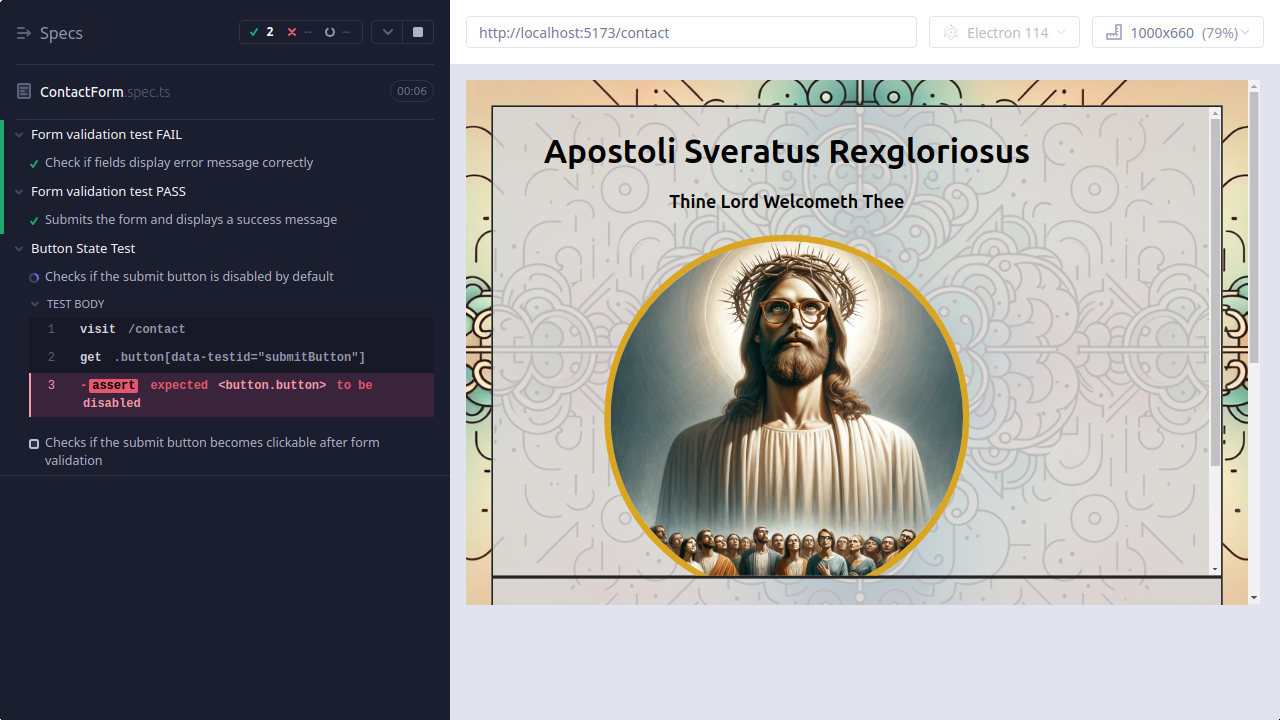 Specs
2
--
--
http://localhost:5173/contact
Electron 114
1000x660 (79%)
ContactForm.spec.ts
00:06
Form validation test FAIL
Check if fields display error message correctly
Form validation test PASS
Submits the form and displays a success message
Button State Test
Checks if the submit button is disabled by default
TEST BODY
1 visit /contact
2 get .button[data-testid="submitButton"]
3 -assert expected <button.button> to be
disabled
Checks if the submit button becomes clickable after form
validation
Apostoli Sveratus Rexgloriosus
Thine Lord Welcometh Thee